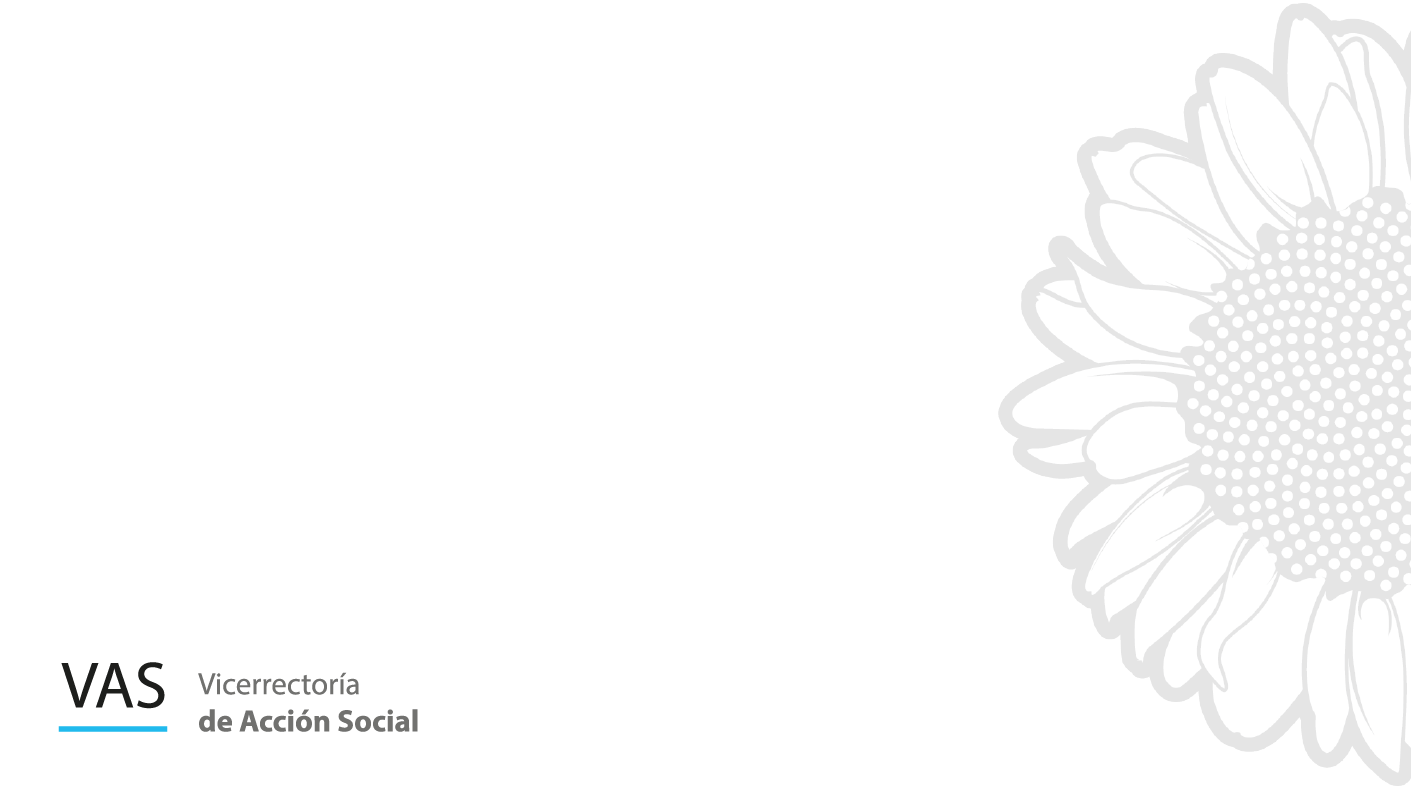 VAS
Vicerrectoría
de Acción Social